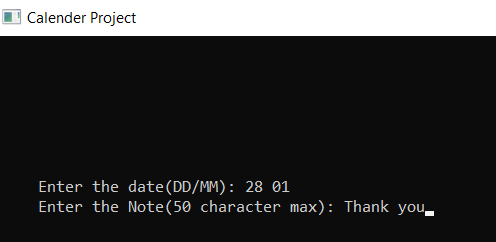 Calender Project
Enter the date(DD/MM): 28 01
Enter the Note(50 character max): Thank you